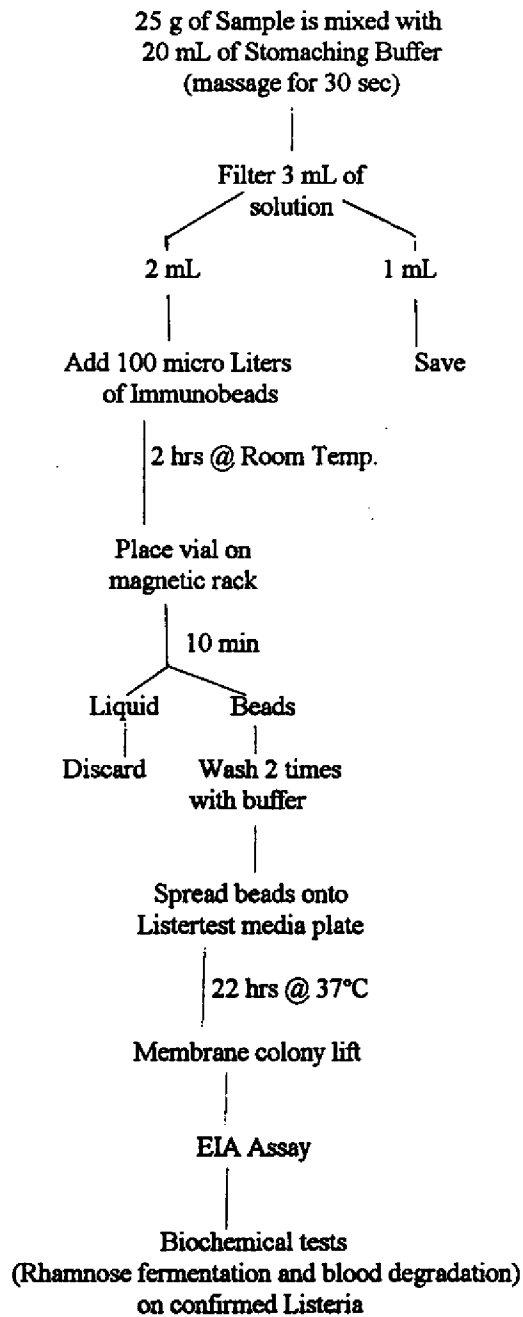 25 g of Sample is mixed with
20 mL of Stomaching Buffer
(massage for 30 sec)
Filter 3 mL of
solution
2 mL
1 mL
Add 100 micro Liters
of Immunobeads
Save
2 hrs @ Room Temp.
Place vial on
magnetic rack
10 min
Liquid
Beads
Discard
Wash 2 times
with buffer
Spread beads onto
Listertest media plate
22 hrs @ 37°C
Membrane colony lift
EIA Assay
Biochemical tests
(Rhamnose fermentation and blood degradation)
on confirmed Listeria